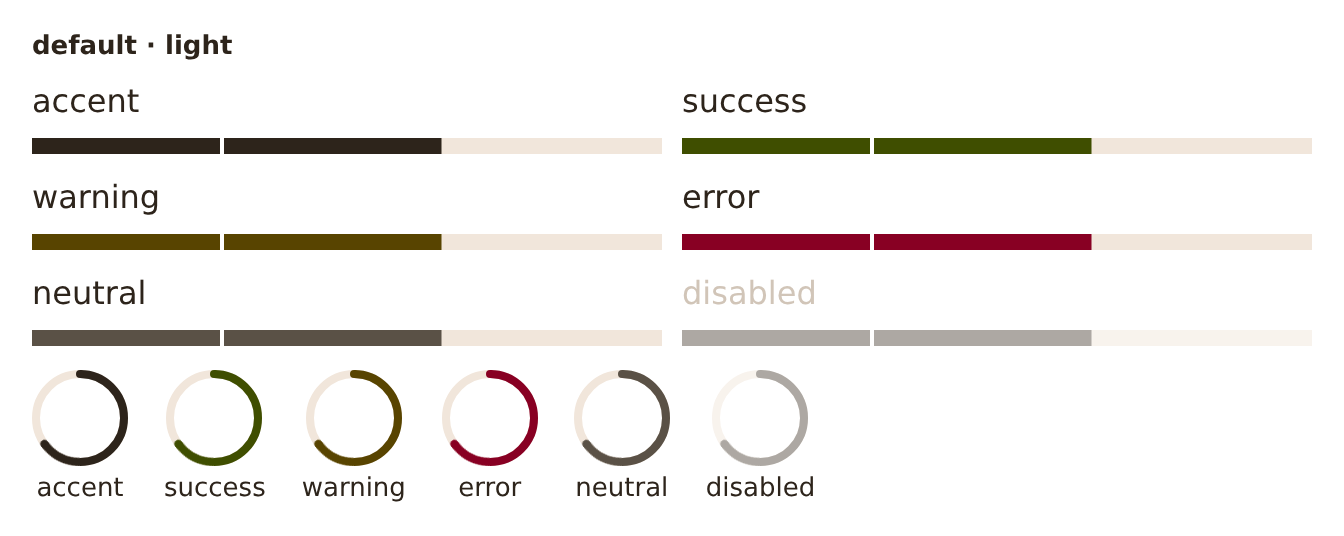 default · light
accent
success
warning
error
neutral
disabled
accent success warning error neutral disabled